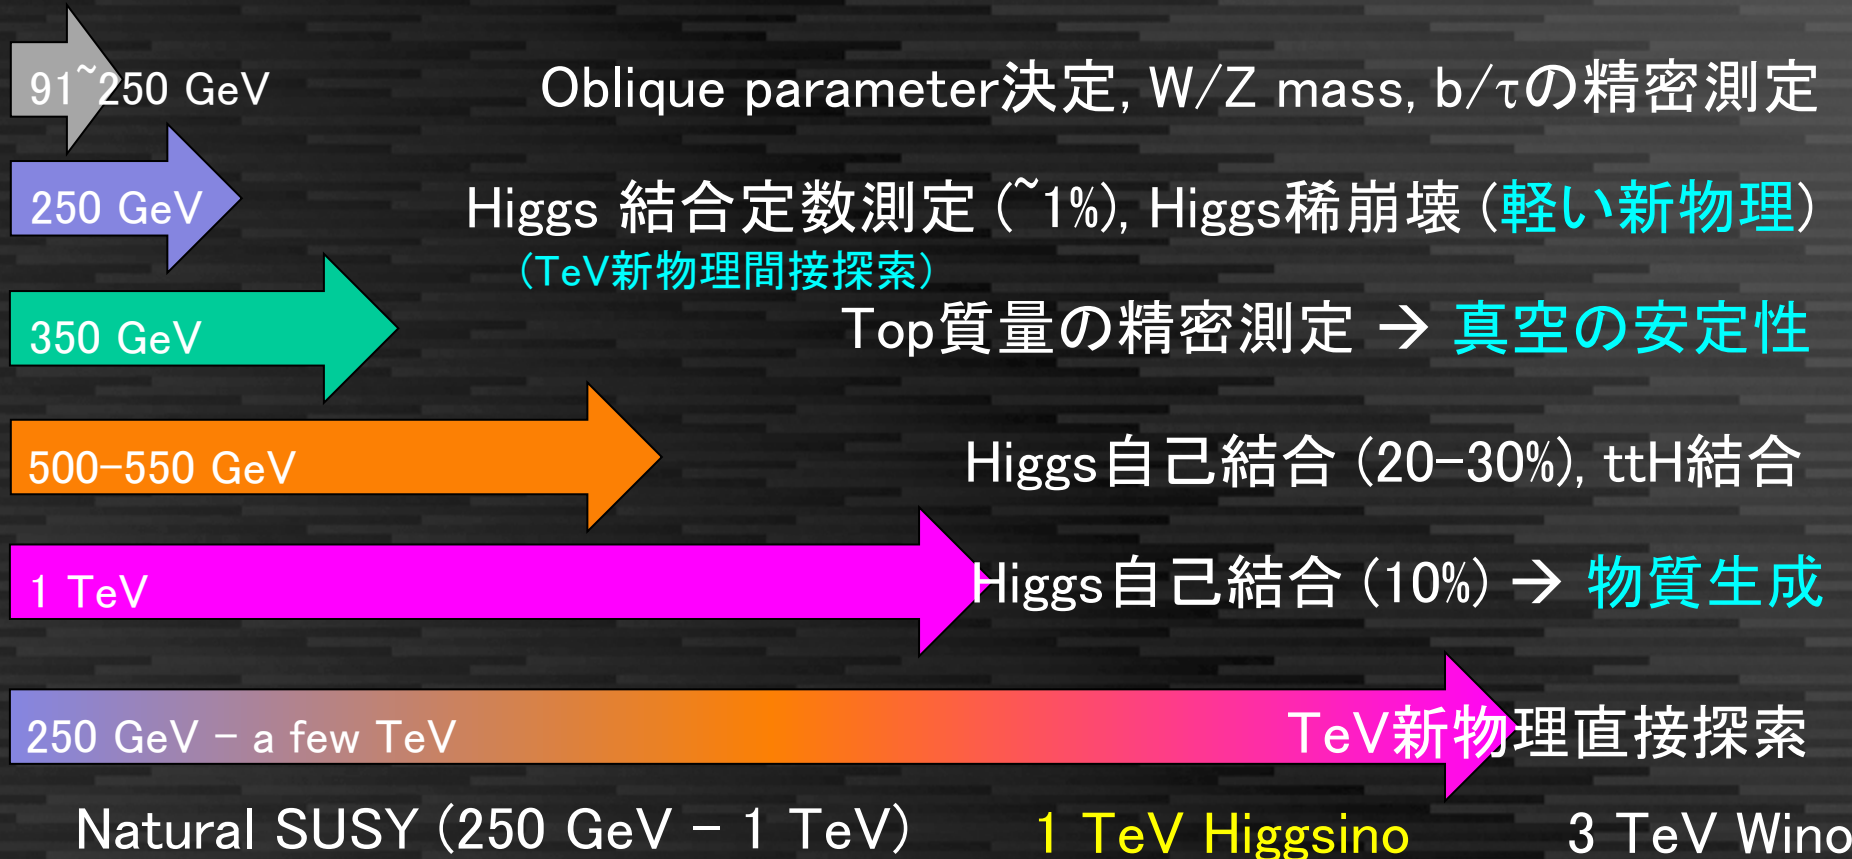 91~250 GeV Oblique parameter決定, W/Z mass, b/τの精密測定
250 GeV Higgs 結合定数測定 (~1%), Higgs稀崩壊 (軽い新物理)
(TeV新物理間接探索)
350 GeV Top質量の精密測定 → 真空の安定性
500-550 GeV Higgs自己結合 (20-30%), ttH結合
1 TeV Higgs自己結合 (10%) → 物質生成
250 GeV – a few TeV TeV新物理直接探索
Natural SUSY (250 GeV – 1 TeV) 1 TeV Higgsino 3 TeV Wino